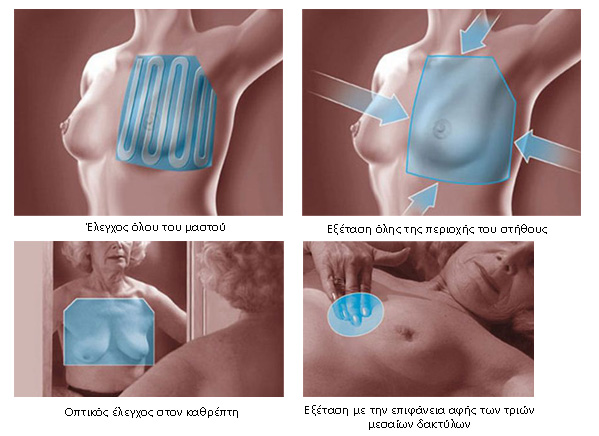 Έλεγχος όλου του μαστού
Εξέταση όλης της περιοχής του στήθους
Οπτικός έλεγχος στον καθρέπτη
Εξέταση με την επιφάνεια αφής των τριών
μεσαίων δακτύλων